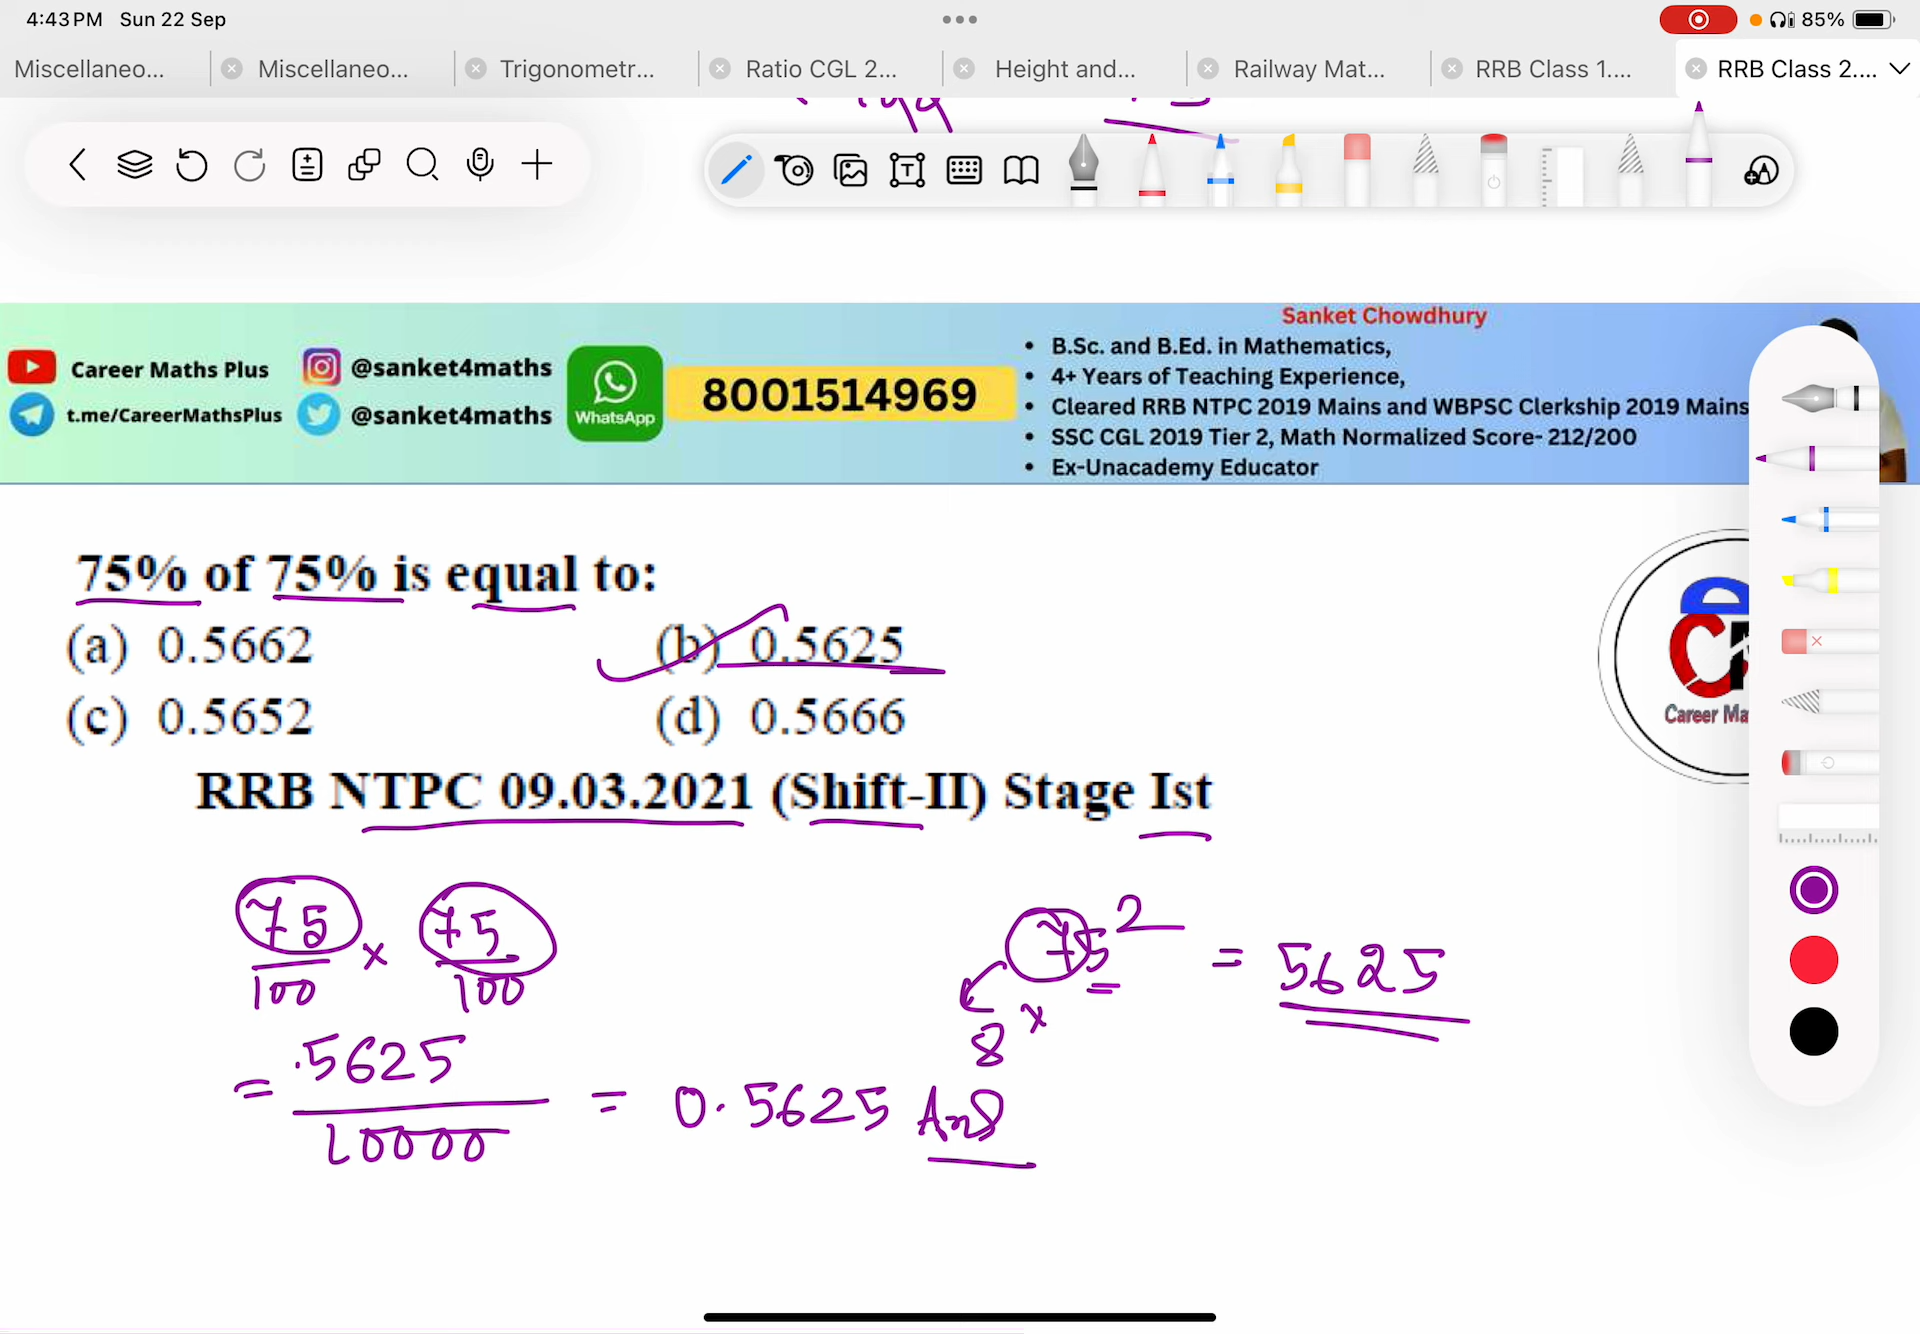 4:43 PM Sun 22 Sep
85%
Miscellaneo... Miscellaneo... Trigonometr... Ratio CGL 2... Height and... Railway Mat... RRB Class 1.... RRB Class 2....
Sanket Chowdhury
Career Maths Plus @sanket4maths
t.me/CareerMathsPlus @sanket4maths
WhatsApp
8001514969
• B.Sc. and B.Ed. in Mathematics,
• 4+ Years of Teaching Experience,
• Cleared RRB NTPC 2019 Mains and WBPSC Clerkship 2019 Mains
• SSC CGL 2019 Tier 2, Math Normalized Score- 212/200
• Ex-Unacademy Educator
75% of 75% is equal to:
(a) 0.5662 (b) 0.5625
(c) 0.5652 (d) 0.5666
RRB NTPC 09.03.2021 (Shift-II) Stage Ist
Career Ma
75/100 × 75/100
= .5625/10000 = 0.5625 Ans
75² = 5625
8 ×